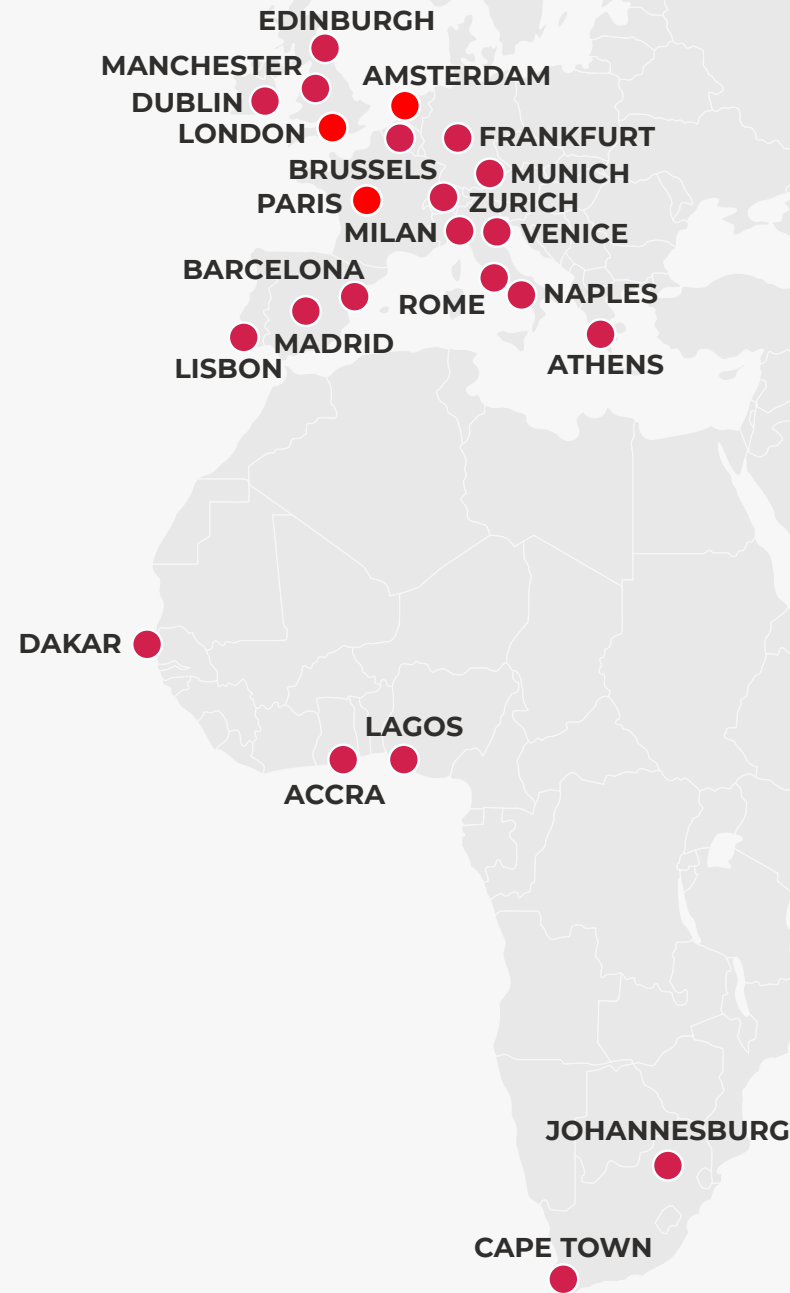 EDINBURGH
MANCHESTER
AMSTERDAM
DUBLIN
LONDON
FRANKFURT
BRUSSELS
MUNICH
PARIS
ZURICH
MILAN
VENICE
BARCELONA
ROME
NAPLES
MADRID
LISBON
ATHENS
DAKAR
LAGOS
ACCRA
JOHANNESBURG
CAPE TOWN